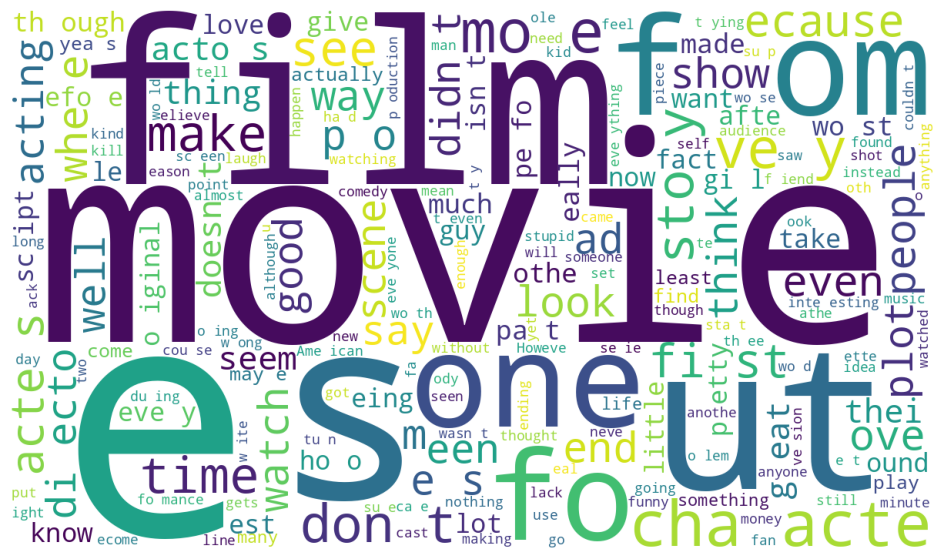 film
movie
e
s
one
fo
ut
f om
mo e
ecause
th ough
love
give
see
acto s
yea s
acting
whe e
efo e
thing
make
way
p o
actually
tell
wo ld
elieve
kind
kill
le
eason
sc een
laugh
watching
happen
ha d
p oduction
man
didn t
isn t
pe fo
ole
need
kid
feel
t ying
su p
made
show
piece
want
wo se
couldn t
eve ything
audience
afte
wo st
ve y
fact
self
saw
found
shot
instead
anything
now
gi l
f iend
oth
people
plot
story
think
really
t y
much
guy
mean
comedy
point
almost
doesn t
o iginal
sc ipt
long
ack
well
good
although
scene
eve yone
t even
enough
came
stupid
will
someone
set
othe
ad
look
least
find
though
te
take
ook
even
inte esting
music
athe
watched
sta t
th ee
se ie
pa t
yet
say
wo th
without
Howeve
new
Ame ican
seem
cou se
w ong
o ing
come
may e
day
two
di ecto
acte s
du ing
eve y
time
w ite
watch
got
fa
eing
ody
seen
ending
life
fi st
p etty
little
wo d
anothe
idea
ette
thei
ove
g eat
ve sion
anyone
ound
e t
play
m
een
wasn t
thought
neve
end
eal
o lem
something
going
funny
still
minute
tu n
ho o
e s
nothing
lack
use
put
ight
know
ecome
fo mance
gets
line
many
est
su e
ca e
don t
cast
lot
making
go
cha acte
money
fan